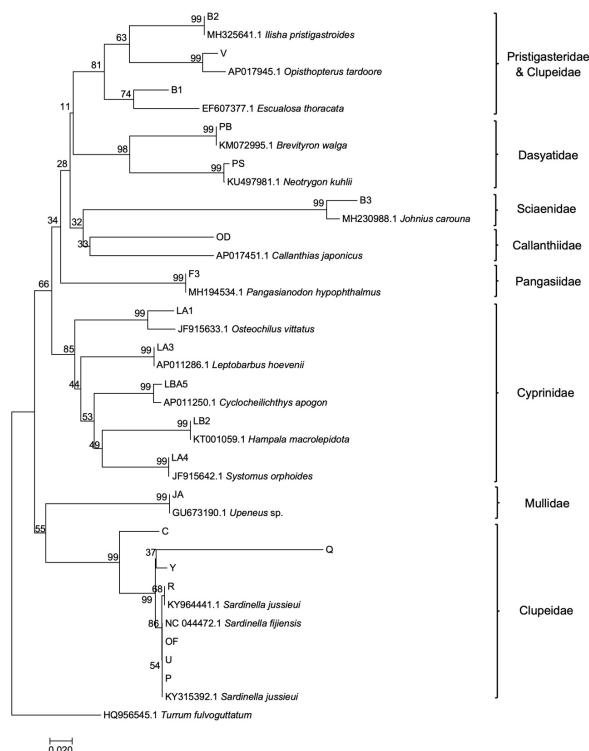 B2
99
MH325641.1 Ilisha pristigastroides
63
V
99
AP017945.1 Opisthopterus tardoore
81
B1
74
EF607377.1 Escualosa thoracata
Pristigasteridae
& Clupeidae
11
PB
99
KM072995.1 Brevityron walga
98
PS
99
KU497981.1 Neotrygon kuhlii
Dasyatidae
28
B3
99
MH230988.1 Johnius carouna
Sciaenidae
32
OD
33
AP017451.1 Callanthias japonicus
Callanthiidae
34
F3
99
MH194534.1 Pangasianodon hypophthalmus
Pangasiidae
66
LA1
99
JF915633.1 Osteochilus vittatus
85
LA3
99
AP011286.1 Leptobarbus hoevenii
44
LBA5
99
AP011250.1 Cyclocheilichthys apogon
53
LB2
99
KT001059.1 Hampala macrolepidota
49
LA4
99
JF915642.1 Systomus orphoides
Cyprinidae
JA
99
GU673190.1 Upeneus sp.
Mullidae
55
C
99
Q
37
Y
99
R
68
KY964441.1 Sardinella jussieui
86
NC 044472.1 Sardinella fijiensis
OF
U
54
P
KY315392.1 Sardinella jussieui
Clupeidae
HQ956545.1 Turrum fulvoguttatum
0.020